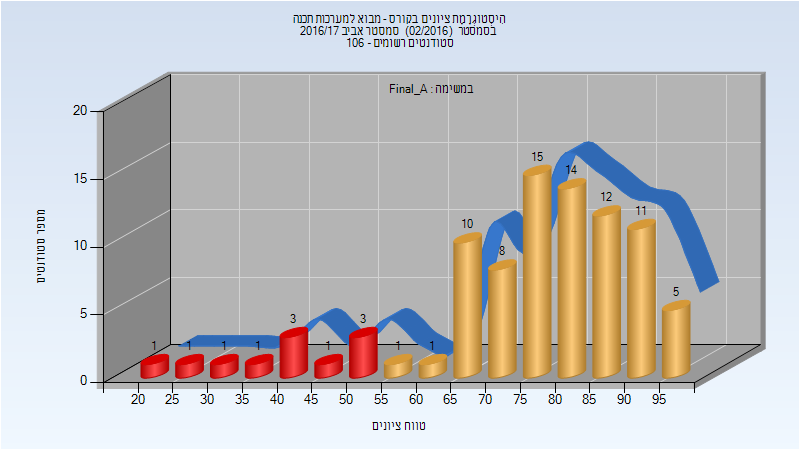 היסטוגרמת ציונים בקורס - מבוא למערכות תכנה
בסמסטר (02/2016) סמסטר אביב 2016/17
סטודנטים רשומים - 106
במשימה : Final_A
מספר סטודנטים
20
15
10
5
0
1 1 1 1 3 1 3 1 1 10 8 15 14 12 11 5
20 25 30 35 40 45 50 55 60 65 70 75 80 85 90 95
טווח ציונים